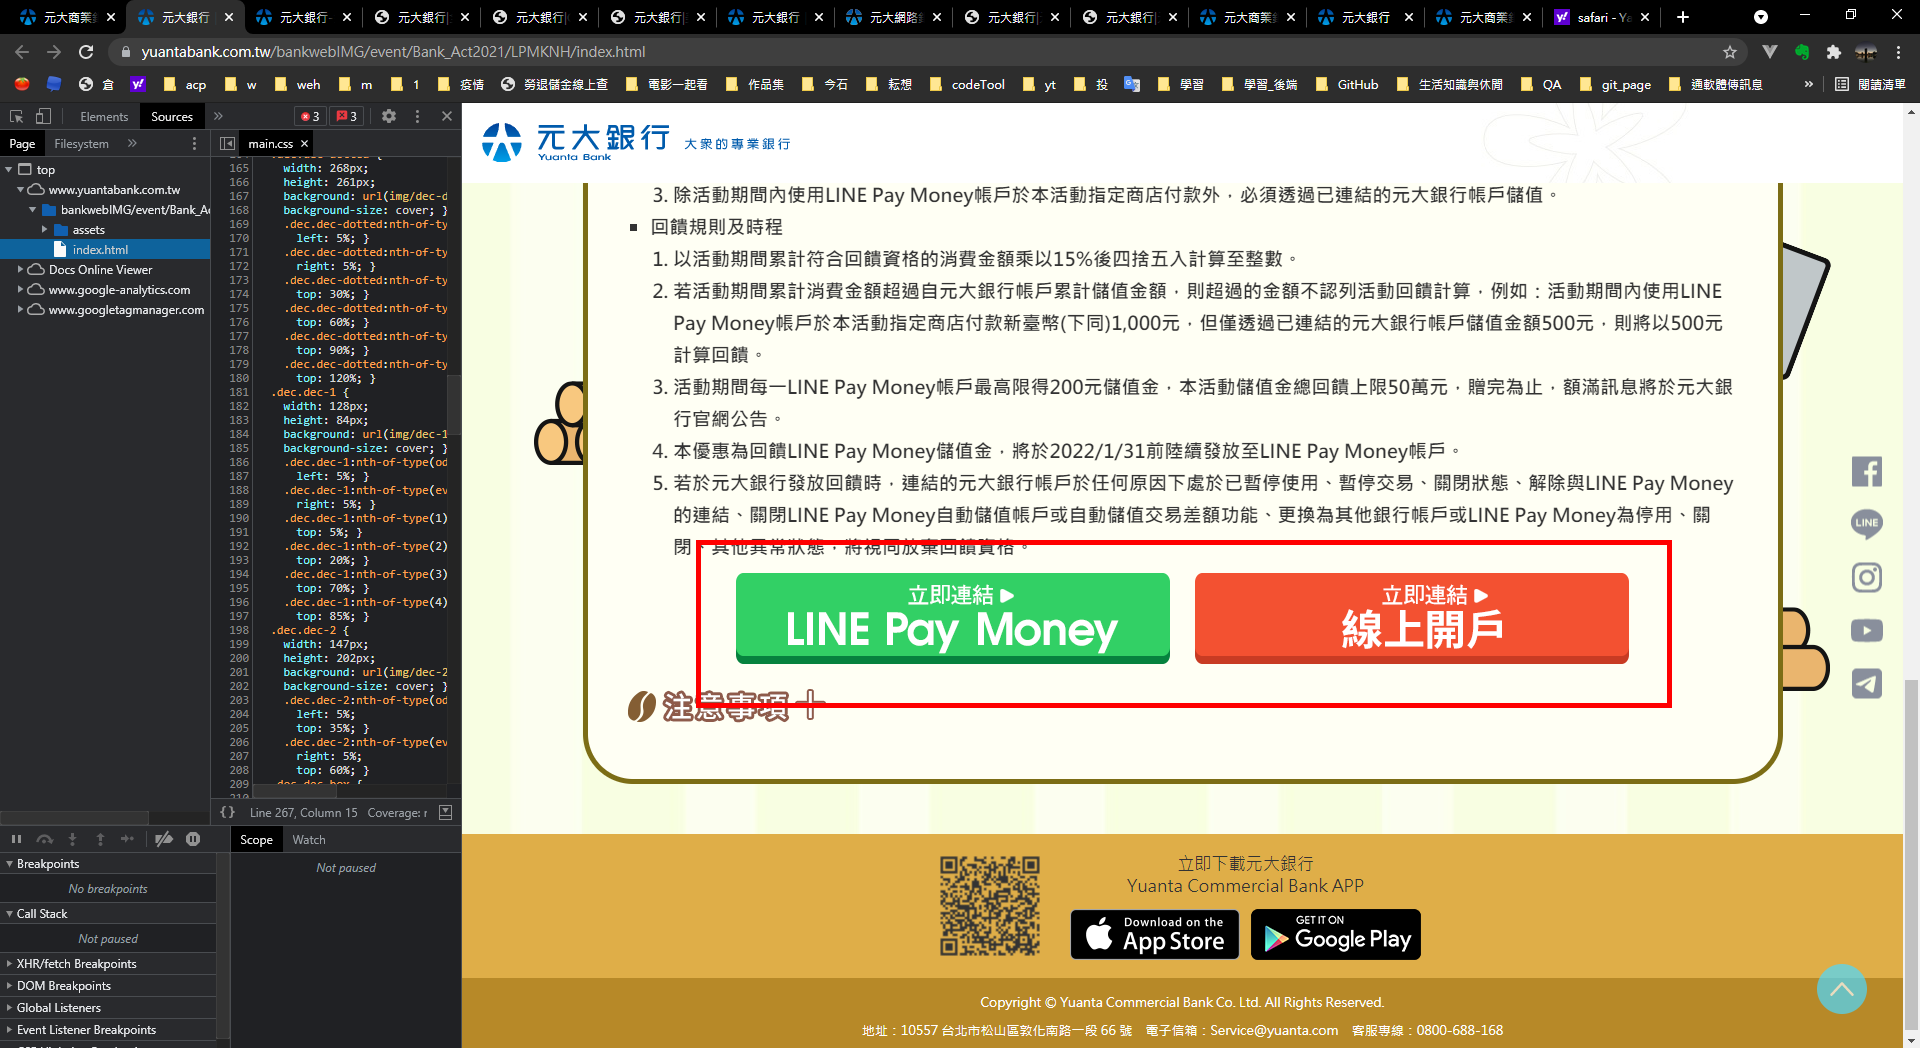 元大商業
元大銀行
元大銀行-
元大銀行|
元大銀行|
元大銀行|
元大銀行
元大網路
元大銀行|
元大銀行|
元大商業
元大銀行
元大商業
safari - Ya
yuantabank.com.tw/bankwebIMG/event/Bank_Act2021/LPMKNH/index.html
倉 acp w weh m 1 疫情 勞退儲金線上查 電影一起看 作品集 今石 耘想 codeTool yt 投 學習 學習_後端 GitHub 生活知識與休閒 QA git_page 通軟體傳訊息 » 閱讀清單
Elements Sources » 3 3
Page Filesystem » main.css
top
www.yuantabank.com.tw
bankwebIMG/event/Bank_Ac
assets
index.html
Docs Online Viewer
www.google-analytics.com
www.googletagmanager.com
165 width: 268px;
166 height: 261px;
167 background: url(img/dec-d
168 background-size: cover; }
169 .dec.dec-dotted:nth-of-ty
170 left: 5%; }
171 .dec.dec-dotted:nth-of-ty
172 right: 5%; }
173 .dec.dec-dotted:nth-of-ty
174 top: 30%; }
175 .dec.dec-dotted:nth-of-ty
176 top: 60%; }
177 .dec.dec-dotted:nth-of-ty
178 top: 90%; }
179 .dec.dec-dotted:nth-of-ty
180 top: 120%; }
181 .dec.dec-1 {
182 width: 128px;
183 height: 84px;
184 background: url(img/dec-1
185 background-size: cover; }
186 .dec.dec-1:nth-of-type(od
187 left: 5%; }
188 .dec.dec-1:nth-of-type(ev
189 right: 5%; }
190 .dec.dec-1:nth-of-type(1)
191 top: 5%; }
192 .dec.dec-1:nth-of-type(2)
193 top: 20%; }
194 .dec.dec-1:nth-of-type(3)
195 top: 70%; }
196 .dec.dec-1:nth-of-type(4)
197 top: 85%; }
198 .dec.dec-2 {
199 width: 147px;
200 height: 202px;
201 background: url(img/dec-2
202 background-size: cover; }
203 .dec.dec-2:nth-of-type(od
204 left: 5%;
205 top: 35%; }
206 .dec.dec-2:nth-of-type(ev
207 right: 5%;
208 top: 60%; }
209
{} Line 267, Column 15 Coverage: r
Scope Watch
Not paused
Breakpoints
No breakpoints
Call Stack
Not paused
XHR/fetch Breakpoints
DOM Breakpoints
Global Listeners
Event Listener Breakpoints
元大銀行 大衆的專業銀行
Yuanta Bank
3. 除活動期間內使用LINE Pay Money帳戶於本活動指定商店付款外，必須透過已連結的元大銀行帳戶儲值。
■ 回饋規則及時程
1. 以活動期間累計符合回饋資格的消費金額乘以15%後四捨五入計算至整數。
2. 若活動期間累計消費金額超過自元大銀行帳戶累計儲值金額，則超過的金額不認列活動回饋計算，例如：活動期間內使用LINE
Pay Money帳戶於本活動指定商店付款新臺幣(下同)1,000元，但僅透過已連結的元大銀行帳戶儲值金額500元，則將以500元
計算回饋。
3. 活動期間每一LINE Pay Money帳戶最高限得200元儲值金，本活動儲值金總回饋上限50萬元，贈完為止，額滿訊息將於元大銀
行官網公告。
4. 本優惠為回饋LINE Pay Money儲值金，將於2022/1/31前陸續發放至LINE Pay Money帳戶。
5. 若於元大銀行發放回饋時，連結的元大銀行帳戶於任何原因下處於已暫停使用、暫停交易、關閉狀態、解除與LINE Pay Money
的連結、關閉LINE Pay Money自動儲值帳戶或自動儲值交易差額功能、更換為其他銀行帳戶或LINE Pay Money為停用、關
閉、其他異常狀態，將視同放棄回饋資格。
立即連結
LINE Pay Money
立即連結
線上開戶
注意事項
LINE
立即下載元大銀行
Yuanta Commercial Bank APP
Download on the
App Store
GET IT ON
Google Play
Copyright © Yuanta Commercial Bank Co. Ltd. All Rights Reserved.
地址：10557 台北市松山區敦化南路一段 66 號 電子信箱：Service@yuanta.com 客服專線：0800-688-168